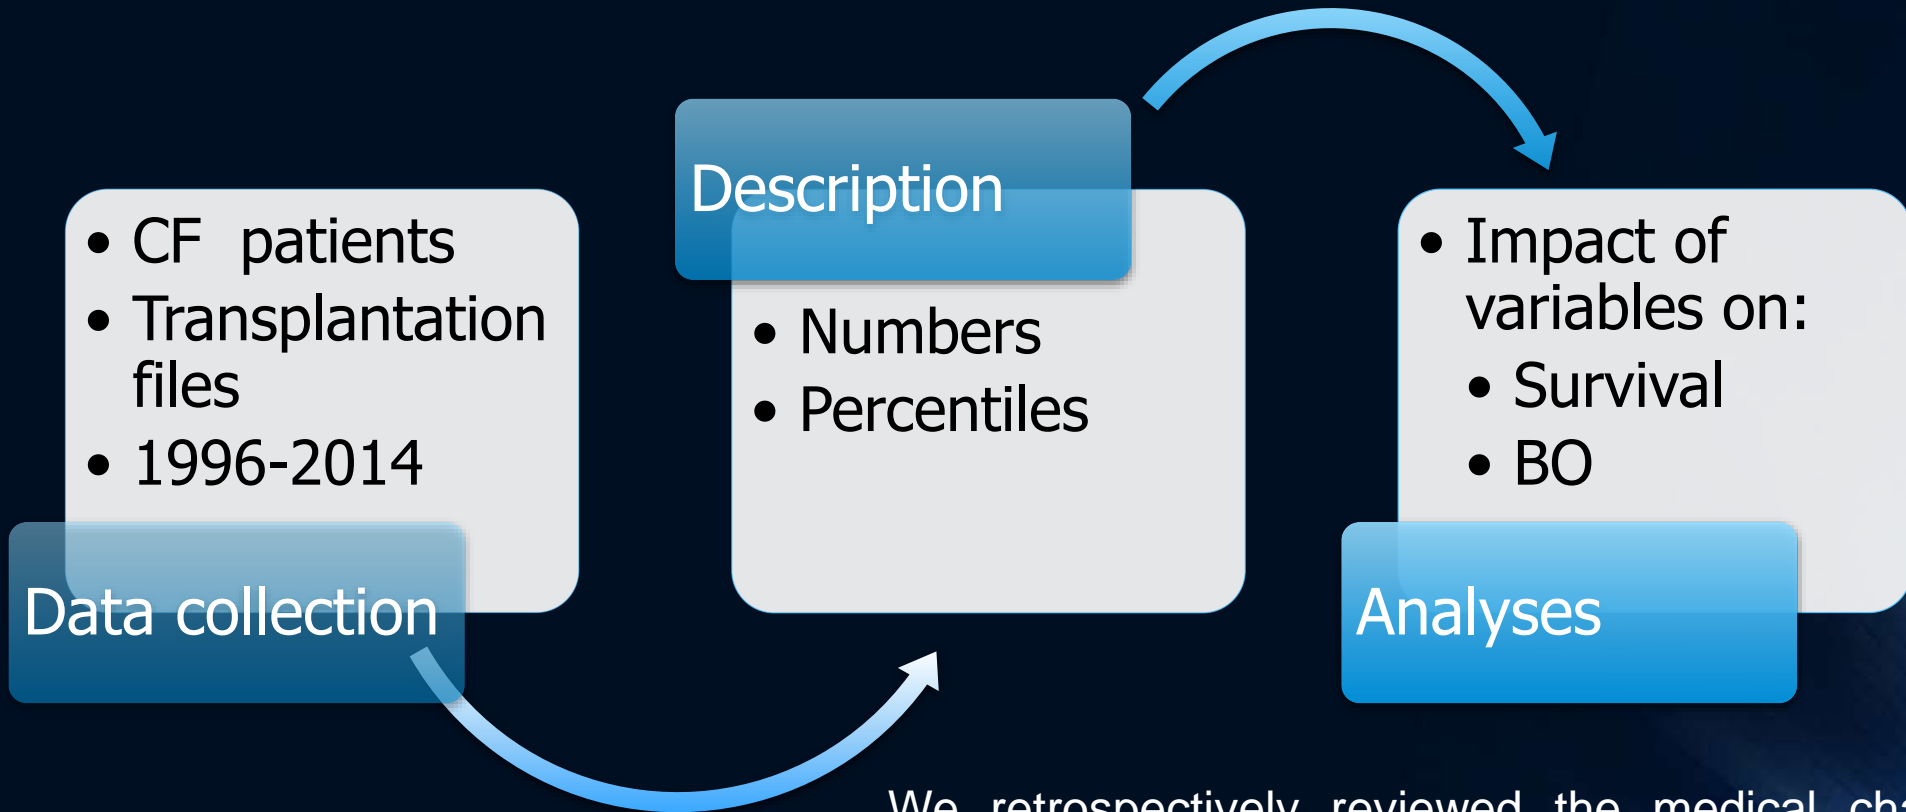 • CF patients
• Transplantation
files
• 1996-2014
Data collection
Description
• Numbers
• Percentiles
• Impact of
variables on:
• Survival
• BO
Analyses
We retrospectively reviewed the medical